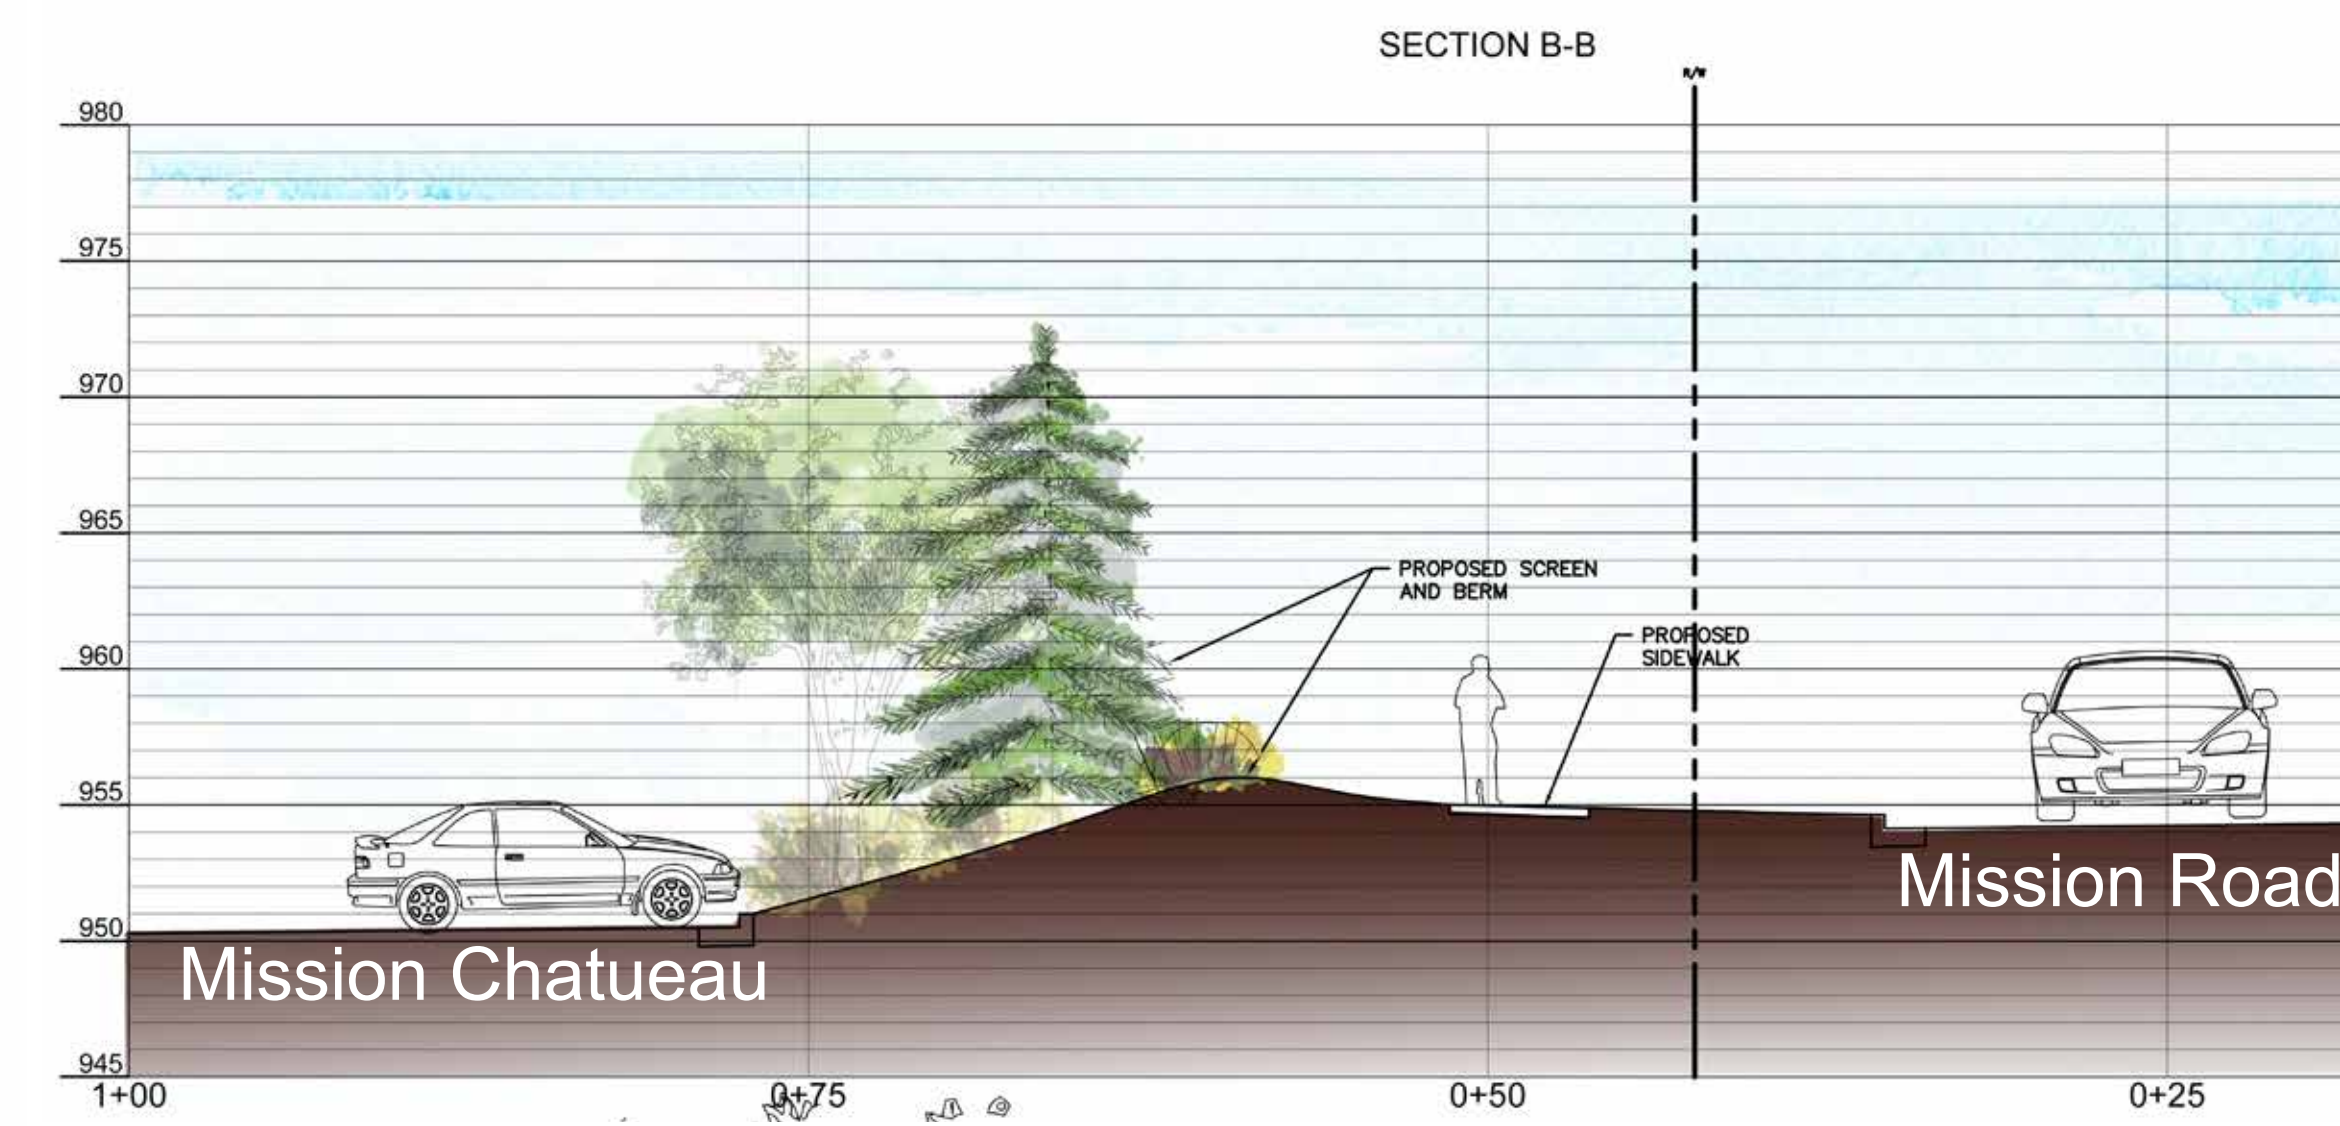 SECTION B-B
R/W
980
975
970
965
PROPOSED SCREEN
AND BERM
PROPOSED
SIDEWALK
960
955
Mission Road
950
Mission Chatueau
945
1+00
0+75
0+50
0+25